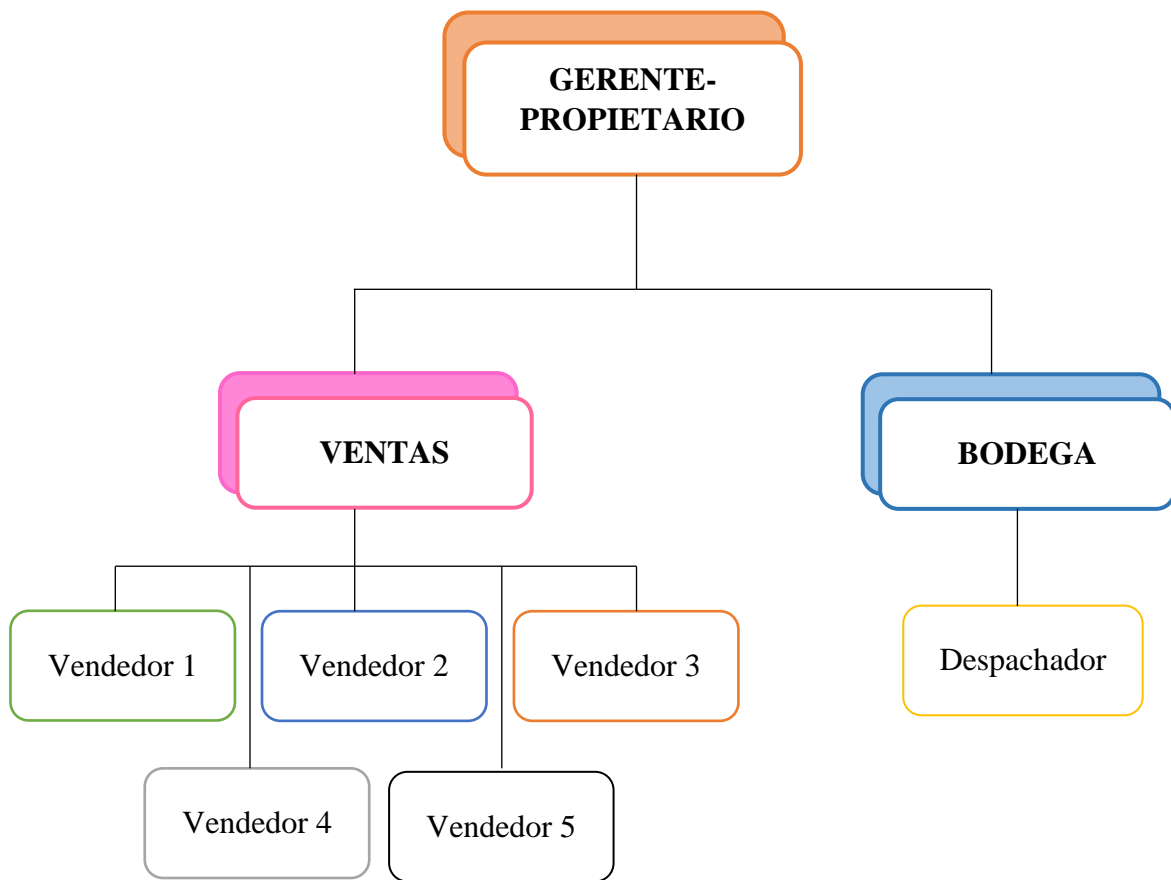 GERENTE-
PROPIETARIO
VENTAS
BODEGA
Vendedor 1
Vendedor 2
Vendedor 3
Despachador
Vendedor 4
Vendedor 5